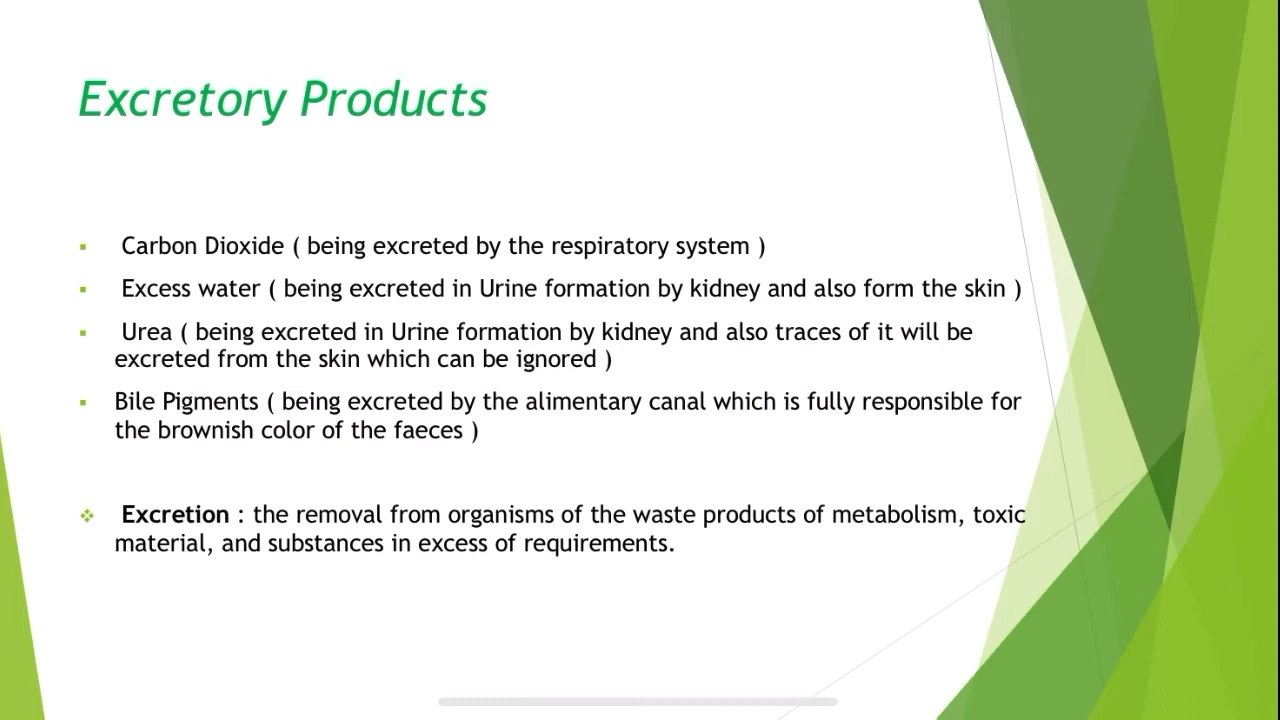 Excretory Products
Carbon Dioxide ( being excreted by the respiratory system )
Excess water ( being excreted in Urine formation by kidney and also form the skin )
Urea ( being excreted in Urine formation by kidney and also traces of it will be
excreted from the skin which can be ignored )
Bile Pigments ( being excreted by the alimentary canal which is fully responsible for
the brownish color of the faeces )
Excretion : the removal from organisms of the waste products of metabolism, toxic
material, and substances in excess of requirements.